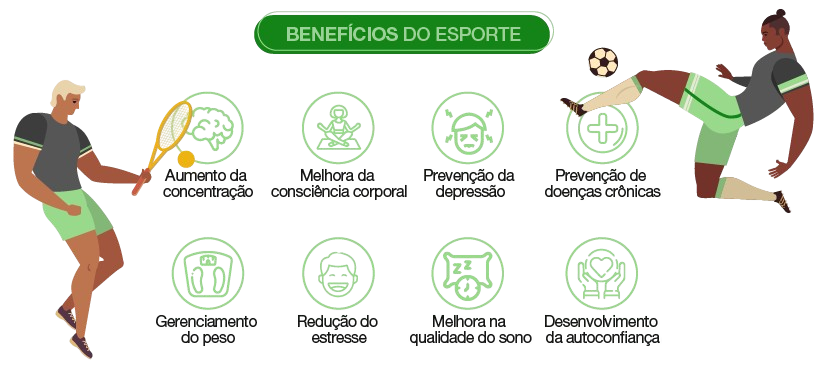 BENEFÍCIOS DO ESPORTE
Aumento da
concentração
Melhora da
consciência corporal
Prevenção da
depressão
Prevenção de
doenças crônicas
Gerenciamento
do peso
Redução do
estresse
ZZ
Melhora na
qualidade do sono
Desenvolvimento
da autoconfiança